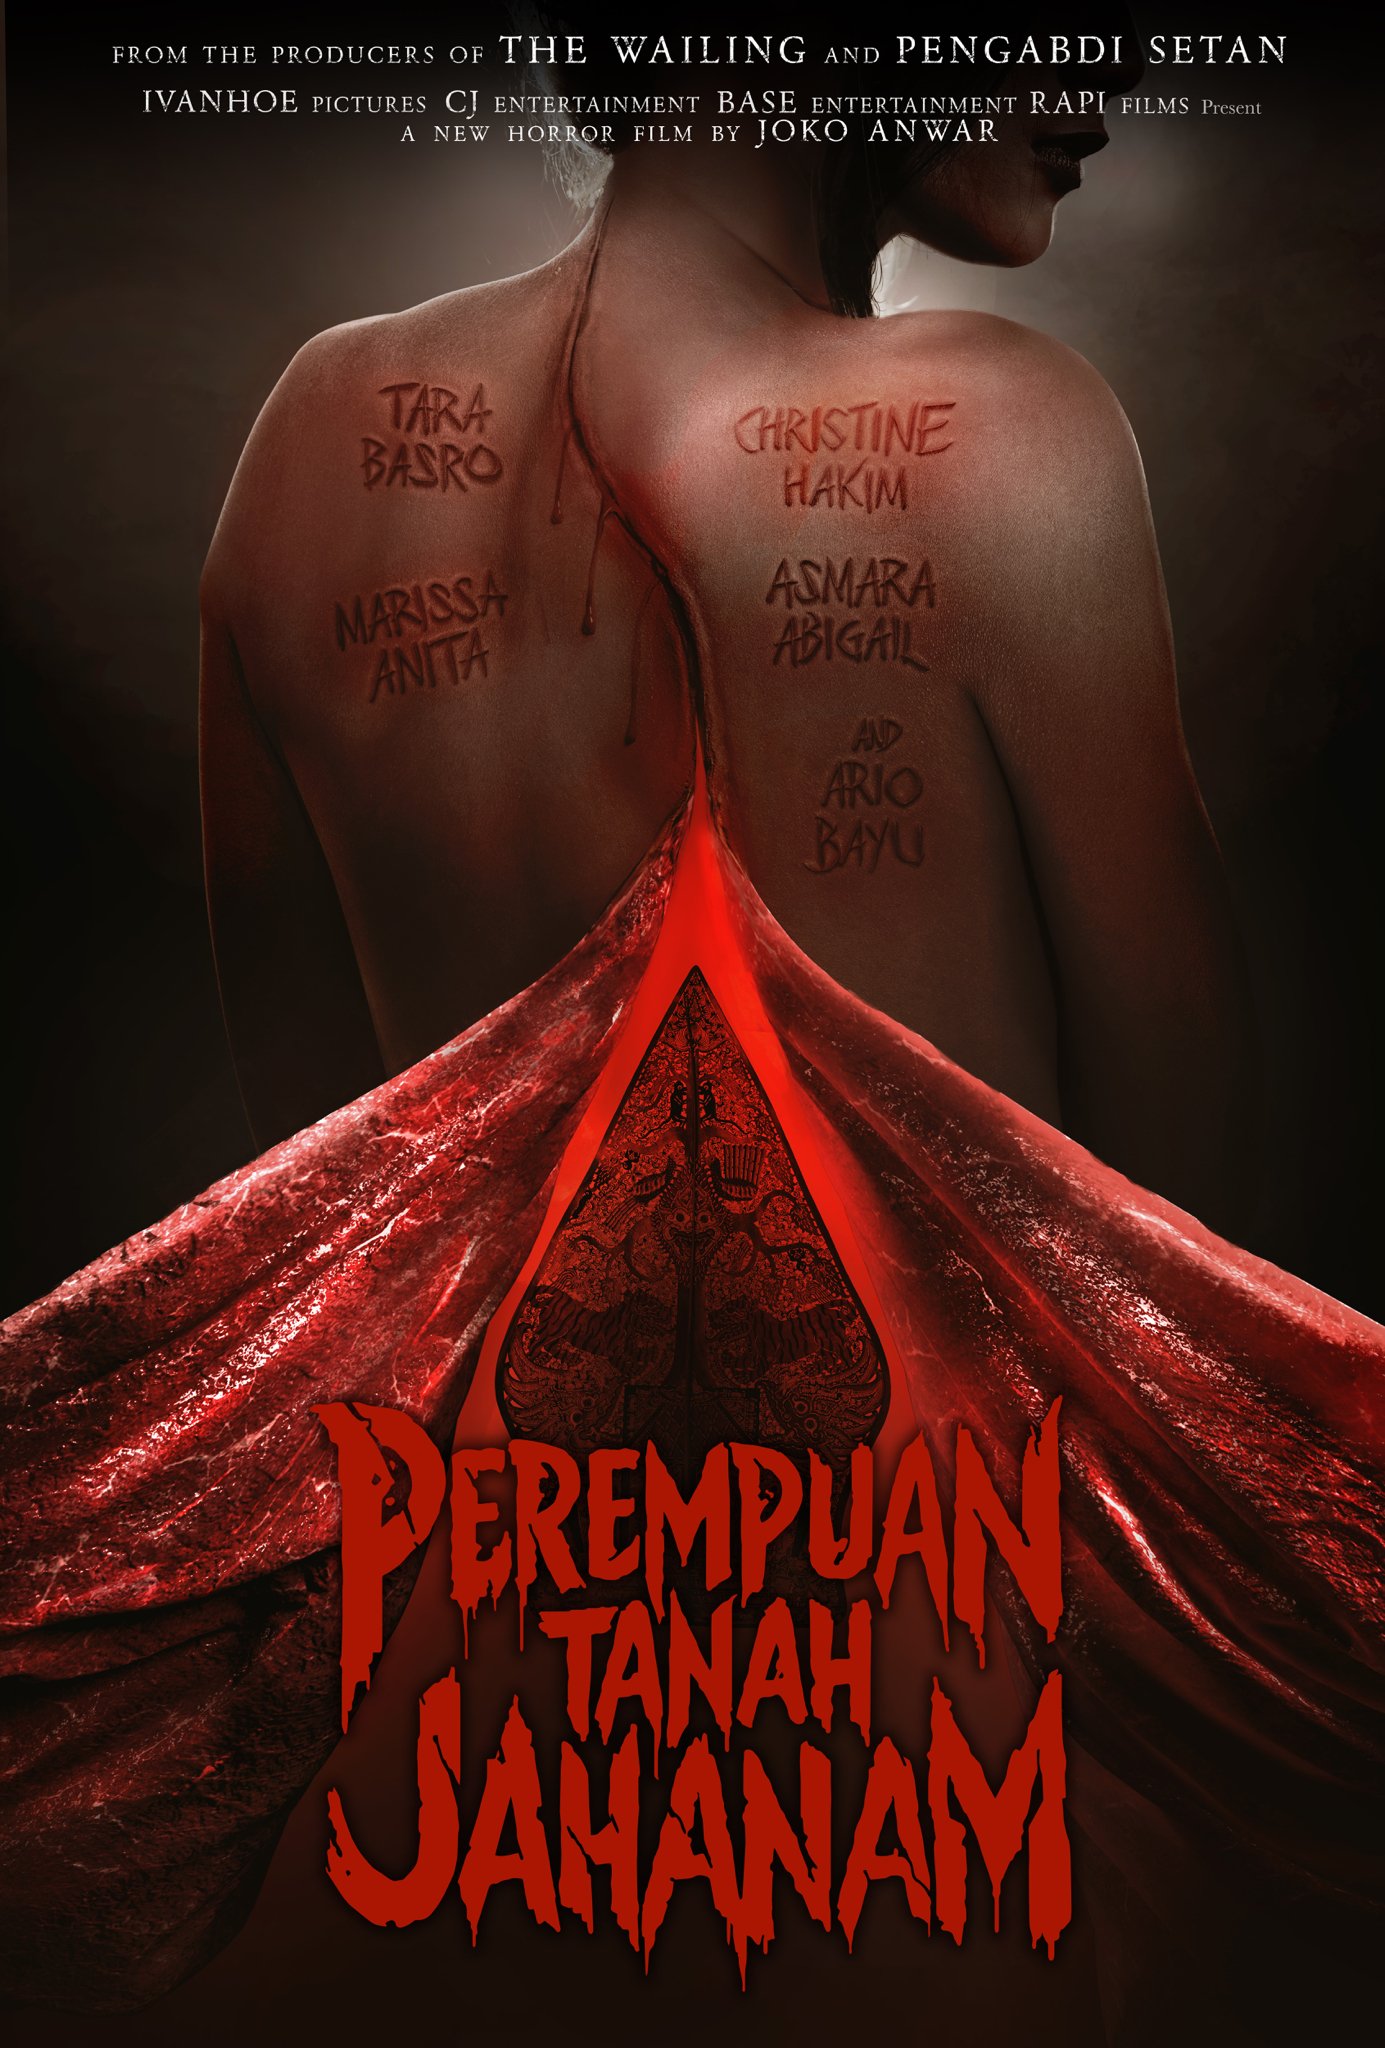 FROM THE PRODUCERS OF THE WAILING AND PENGABDI SETAN
IVANHOE PICTURES CJ ENTERTAINMENT BASE ENTERTAINMENT RAPI FILMS Present
A NEW HORROR FILM BY JOKO ANWAR
TARA
BASRO
MARISSA
ANITA
CHRISTINE
HAKIM
ASMARA
ABIGAIL
AND
ARIO
BAYU
PEREMPUAN
TANAH
JAHANAM